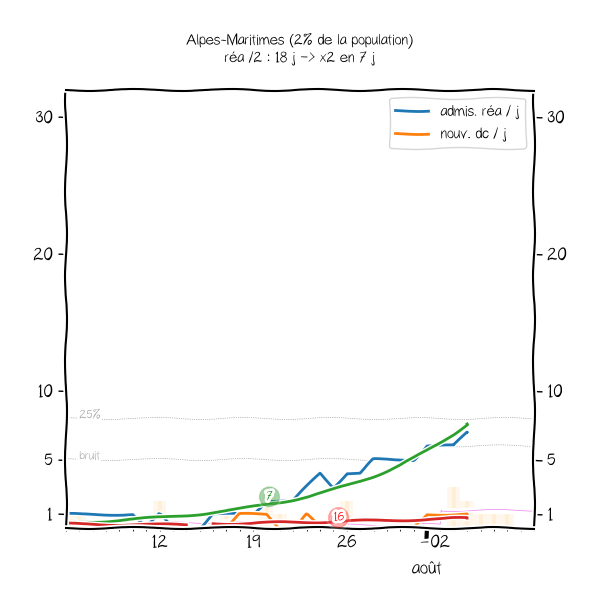 Alpes-Maritimes (2% de la population)
réa /2 : 18 j -> x2 en 7 j
admis. réa / j
nouv. dc / j
30
30
20
20
10
10
25%
bruit
5
5
7
16
1
1
12
19
26
02
août